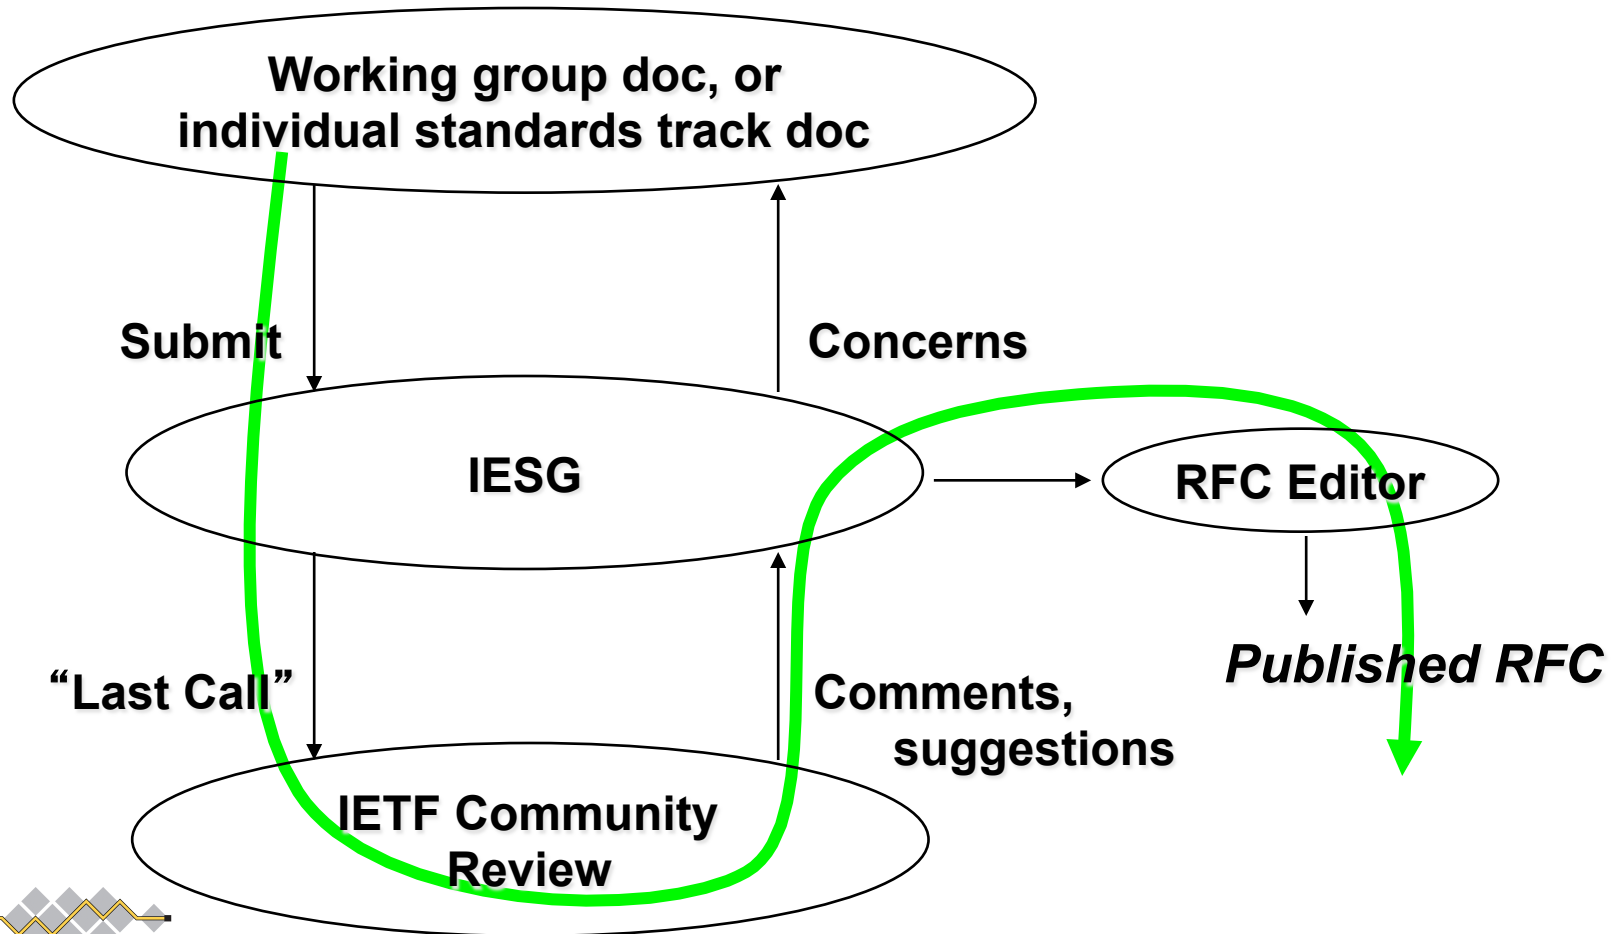 Working group doc, or
individual standards track doc
Submit
Concerns
IESG
RFC Editor
“Last Call”
Comments,
suggestions
Published RFC
IETF Community
Review